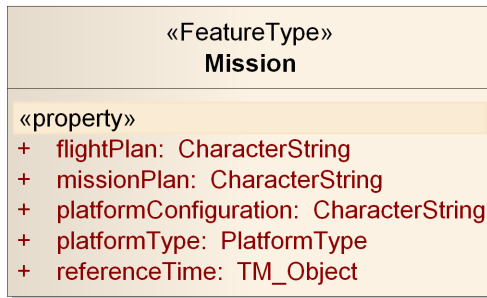 «FeatureType»
Mission
«property»
+ flightPlan: CharacterString
+ missionPlan: CharacterString
+ platformConfiguration: CharacterString
+ platformType: PlatformType
+ referenceTime: TM_Object